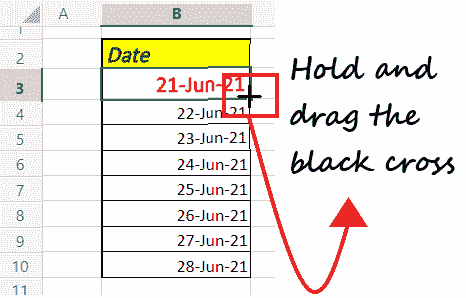 A B
2 Date
3 21-Jun-21
4 22-Jun-21
5 23-Jun-21
6 24-Jun-21
7 25-Jun-21
8 26-Jun-21
9 27-Jun-21
10 28-Jun-21
11
Hold and
drag the
black cross